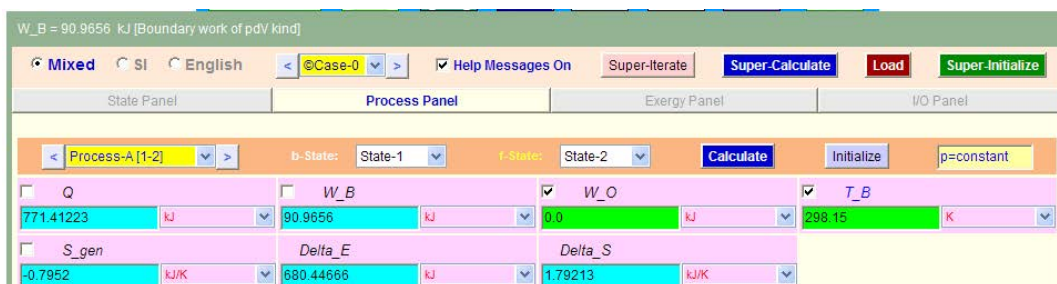 W_B = 90.9656 kJ [Boundary work of pdV kind]
Mixed SI English < ©Case-0 > Help Messages On Super-Iterate Super-Calculate Load Super-Initialize
State Panel Process Panel Exergy Panel I/O Panel
< Process-A [1-2] > b-State: State-1 f-State: State-2 Calculate Initialize p=constant
Q W_B W_O T_B
771.41223 kJ 90.9656 kJ 0.0 kJ 298.15 K
S_gen Delta_E Delta_S
-0.7952 kJ/K 680.44666 kJ 1.79213 kJ/K